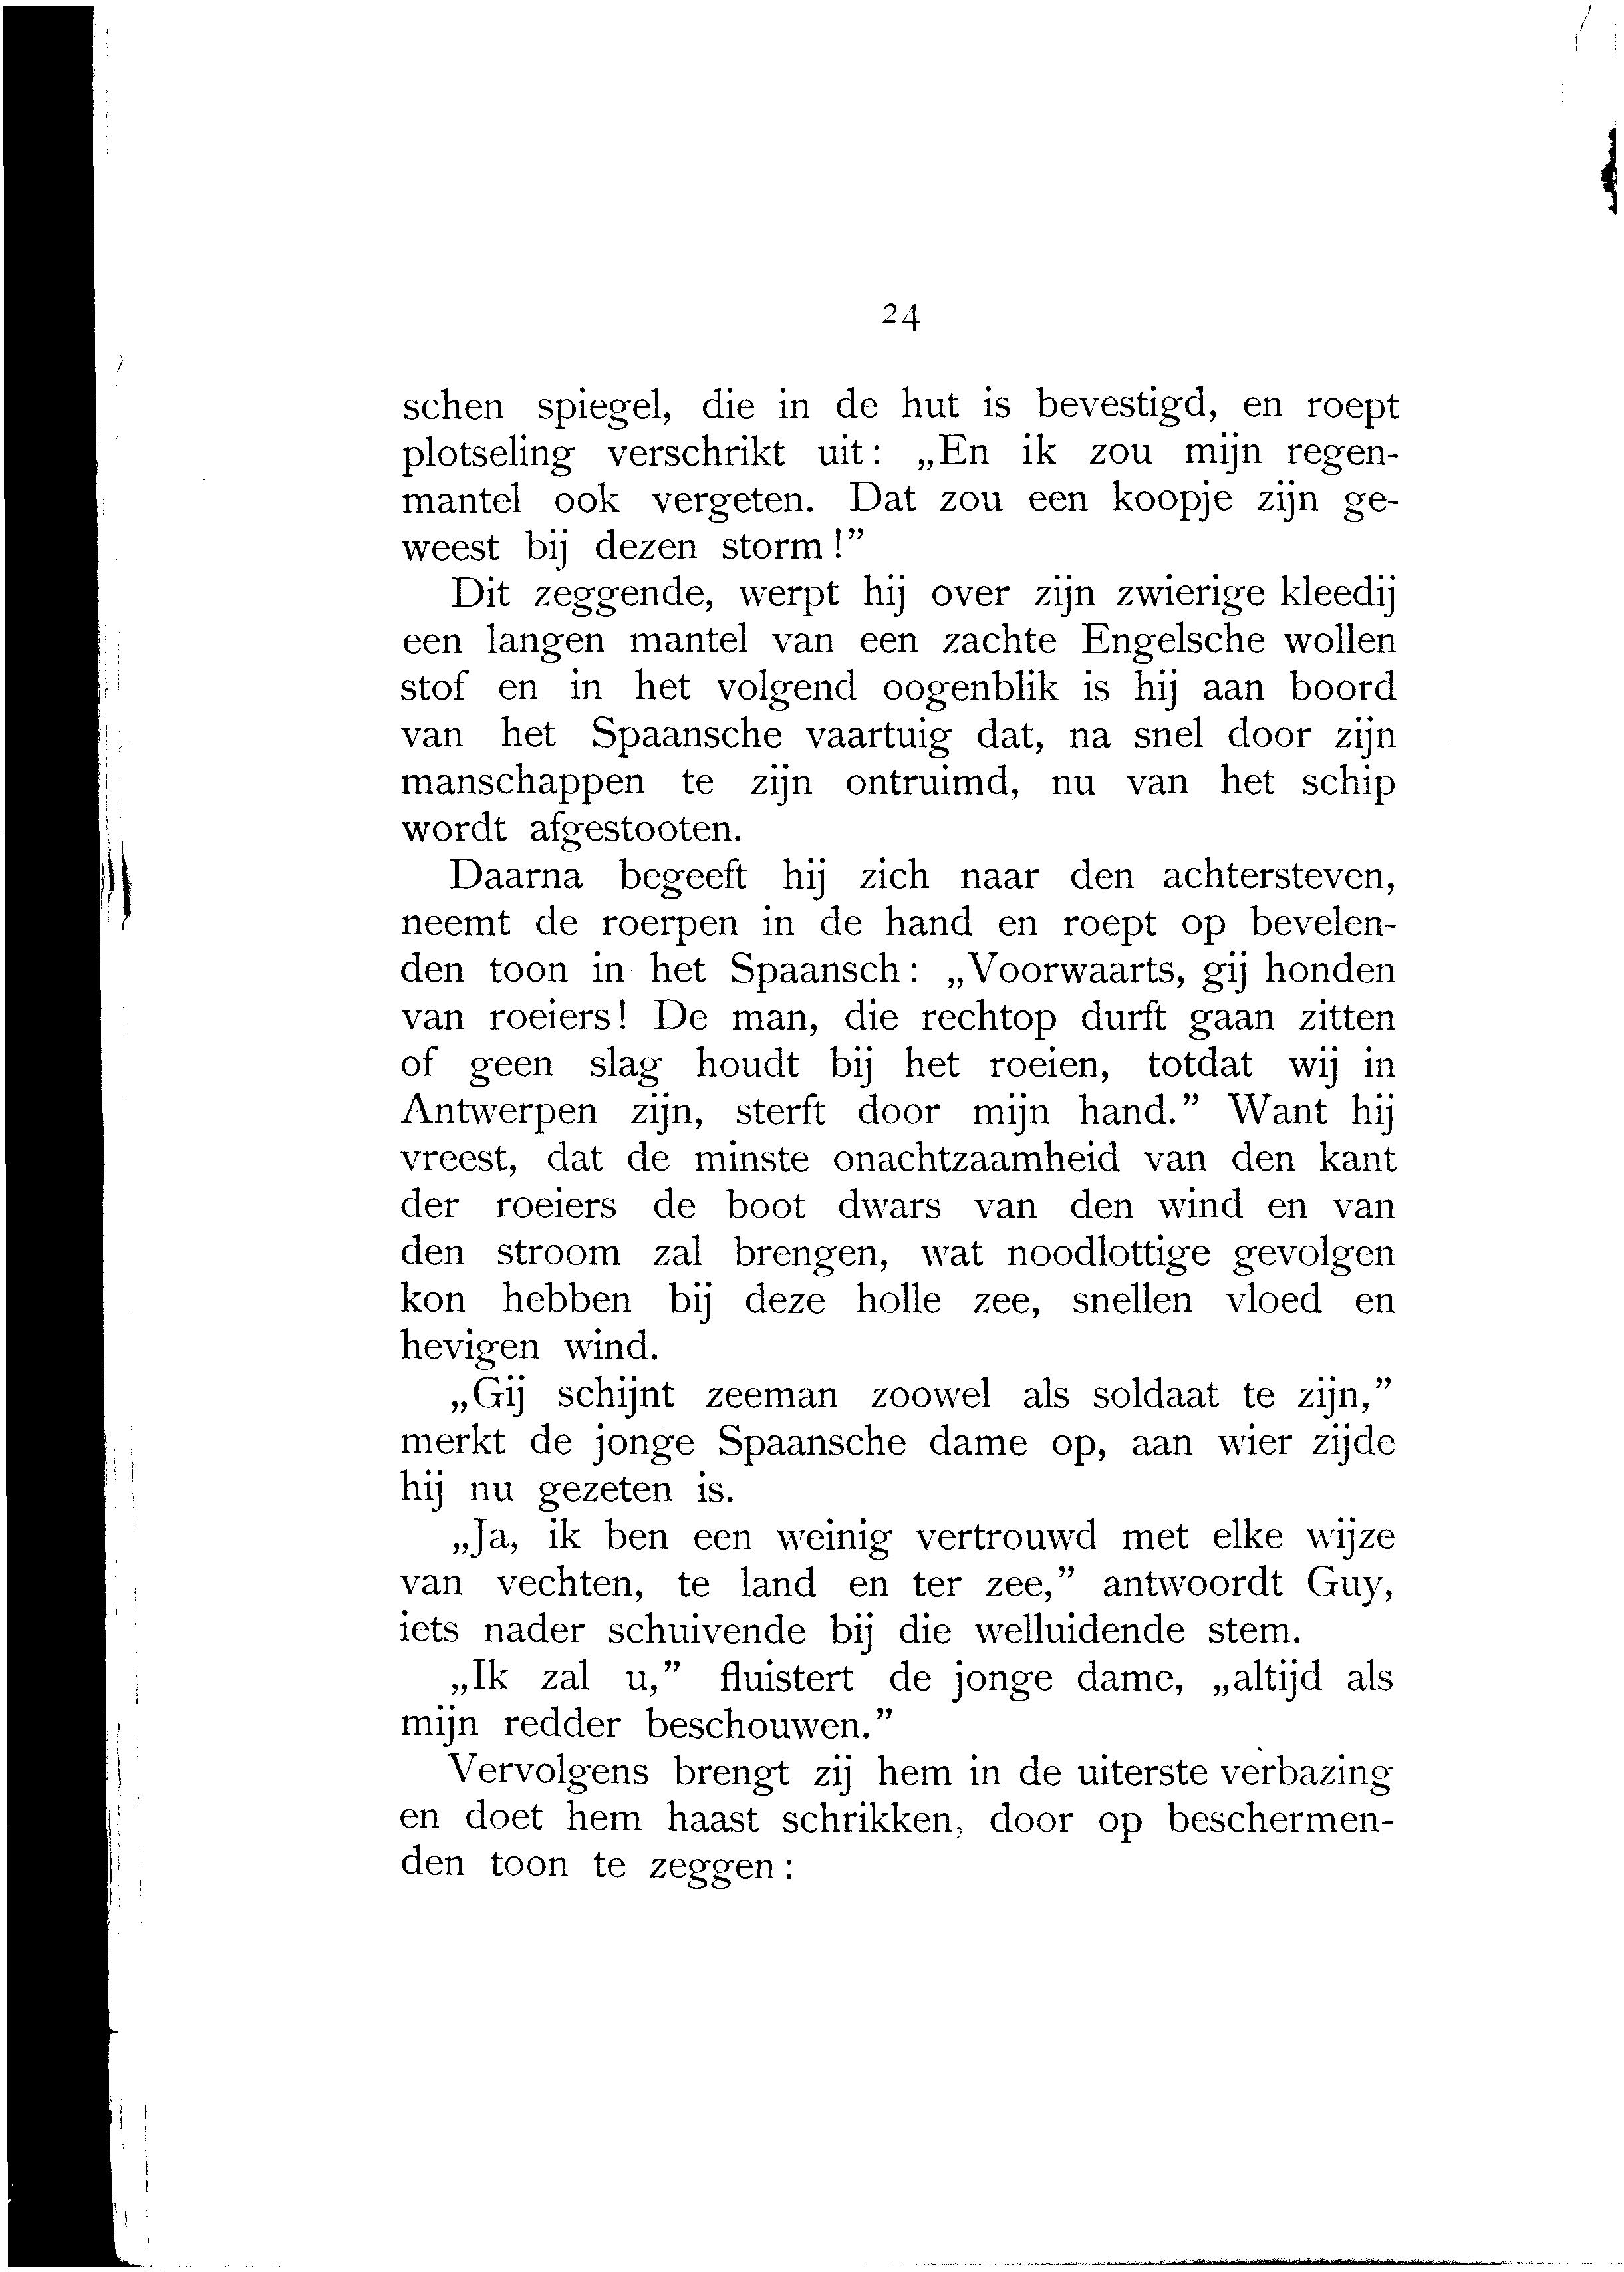 24
schen spiegel, die in de hut is bevestigd, en roept
plotseling verschrikt uit: „En ik zou mijn regen-
mantel ook vergeten. Dat zou een koopje zijn ge-
weest bij dezen storm!”
Dit zeggende, werpt hij over zijn zwierige kleedij
een langen mantel van een zachte Engelsche wollen
stof en in het volgend oogenblik is hij aan boord
van het Spaansche vaartuig dat, na snel door zijn
manschappen te zijn ontruimd, nu van het schip
wordt afgestooten.
Daarna begeeft hij zich naar den achtersteven,
neemt de roerpen in de hand en roept op bevelen-
den toon in het Spaansch: „Voorwaarts, gij honden
van roeiers! De man, die rechtop durft gaan zitten
of geen slag houdt bij het roeien, totdat wij in
Antwerpen zijn, sterft door mijn hand.” Want hij
vreest, dat de minste onachtzaamheid van den kant
der roeiers de boot dwars van den wind en van
den stroom zal brengen, wat noodlottige gevolgen
kon hebben bij deze holle zee, snellen vloed en
hevigen wind.
„Gij schijnt zeeman zoowel als soldaat te zijn,”
merkt de jonge Spaansche dame op, aan wier zijde
hij nu gezeten is.
„Ja, ik ben een weinig vertrouwd met elke wijze
van vechten, te land en ter zee,” antwoordt Guy,
iets nader schuivende bij die welluidende stem.
„Ik zal u,” fluistert de jonge dame, „altijd als
mijn redder beschouwen.”
Vervolgens brengt zij hem in de uiterste verbazing
en doet hem haast schrikken, door op beschermen-
den toon te zeggen: